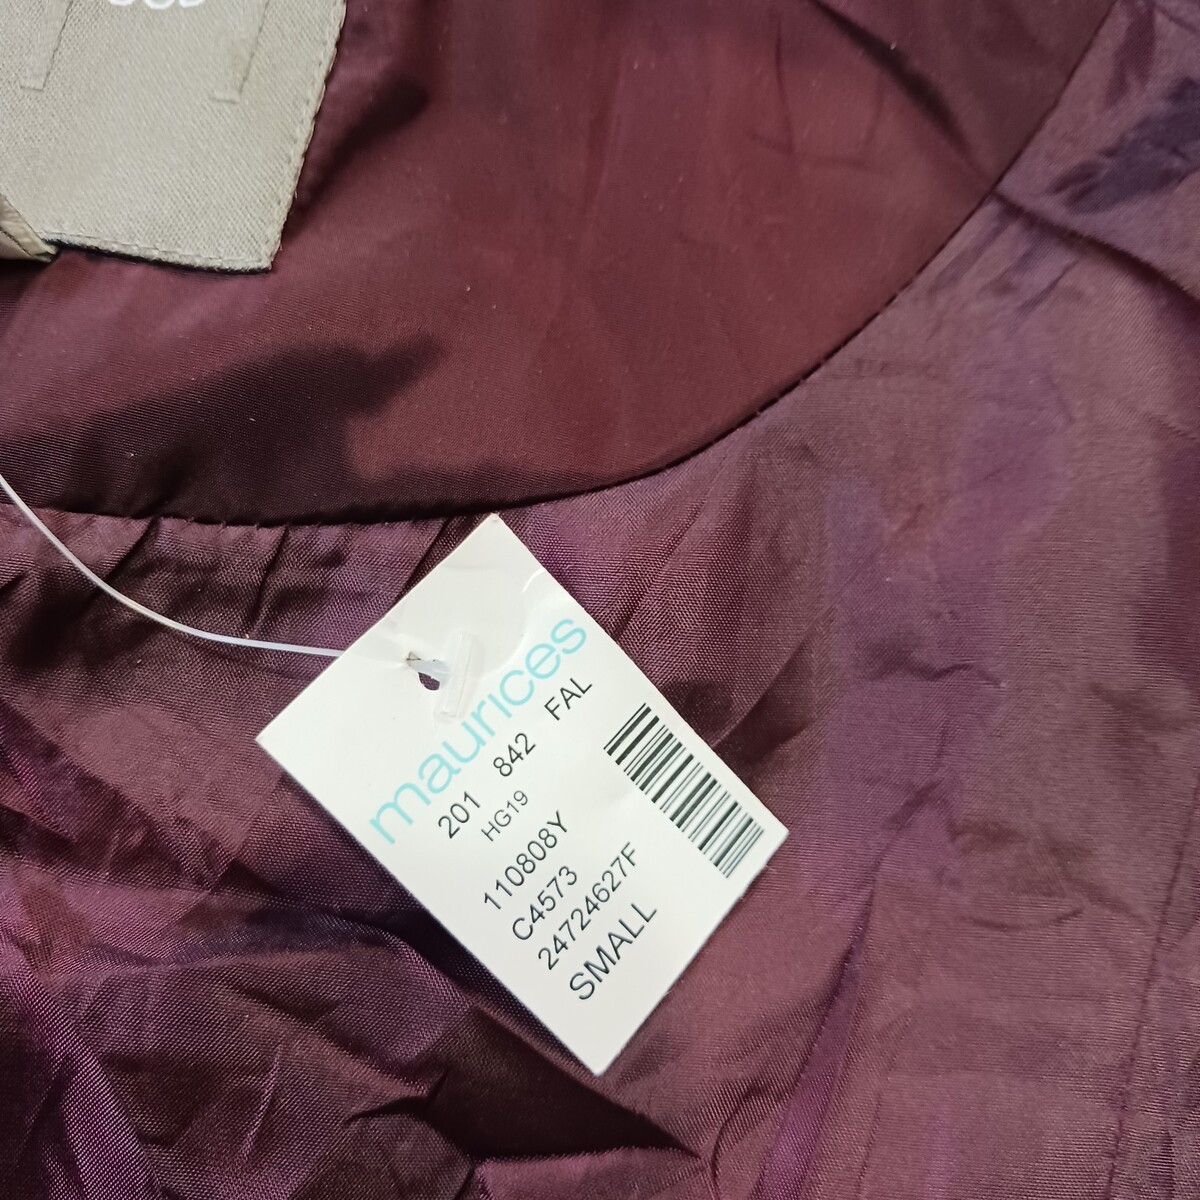 maurices
201 842 FAL
HG19
110808Y
C4573
24724627F
SMALL